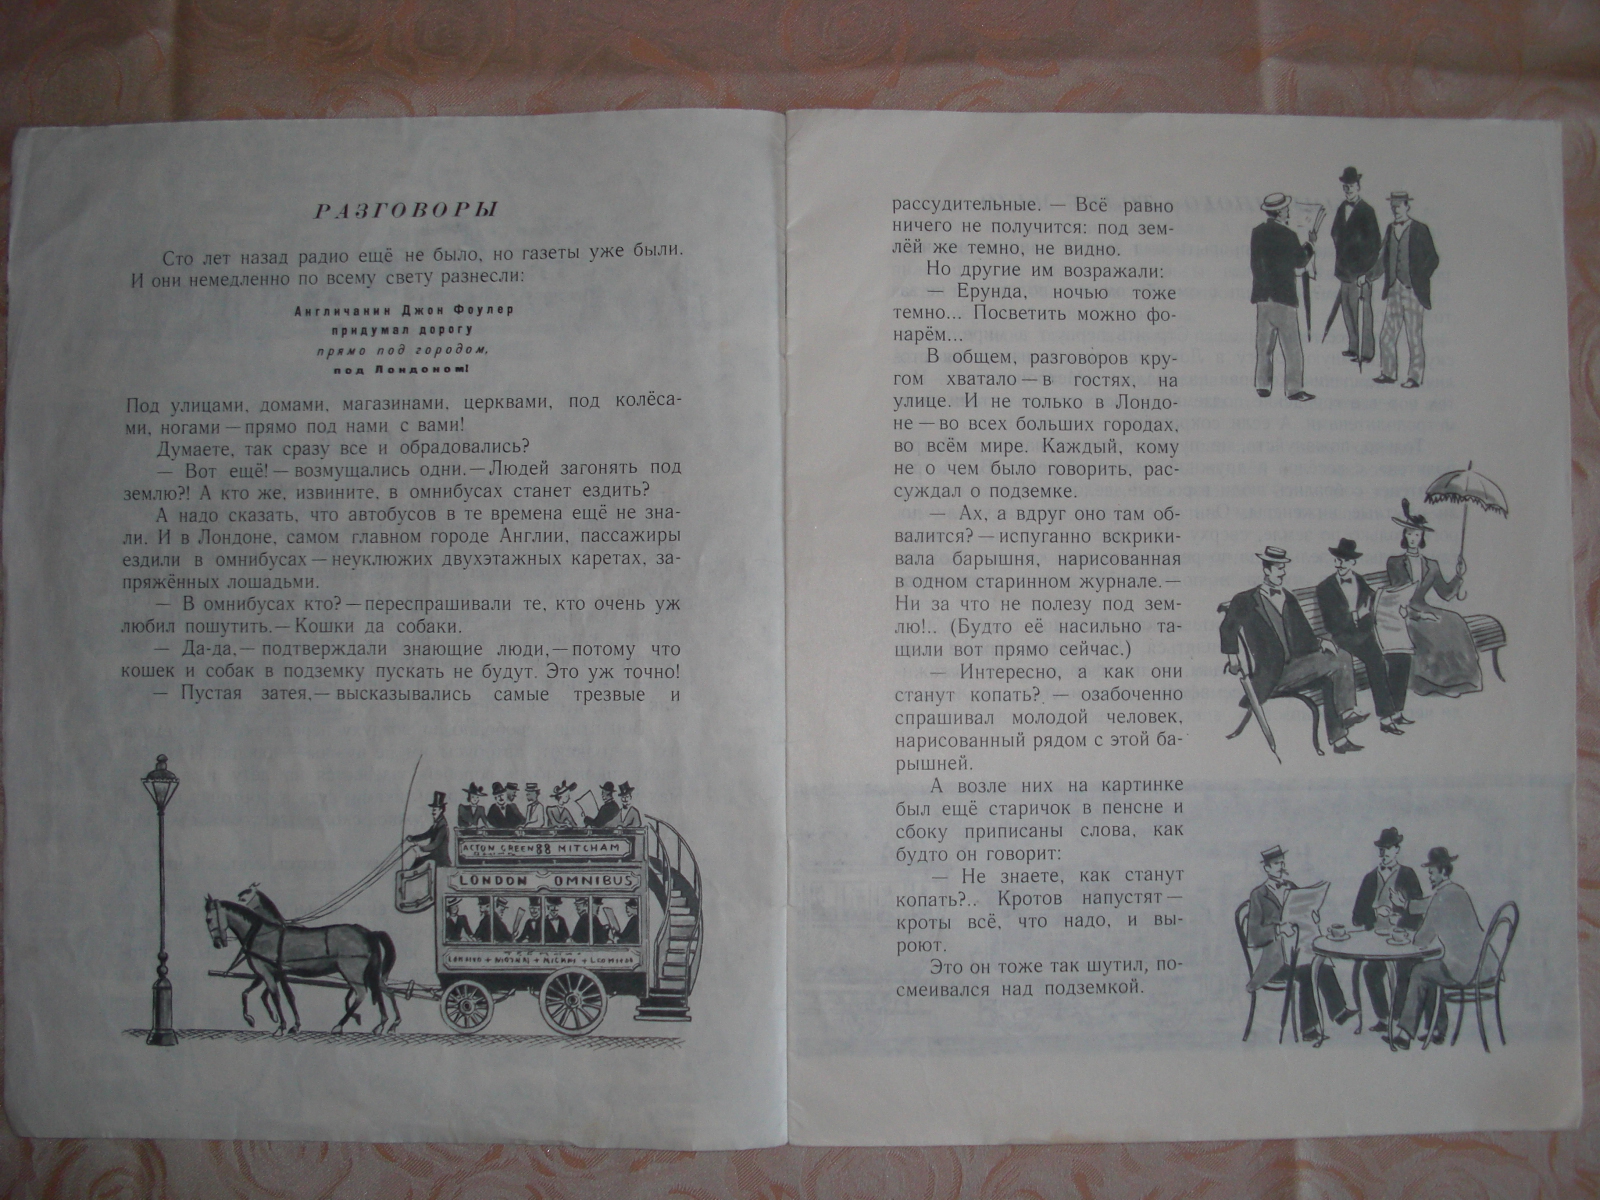 РАЗГОВОРЫ
Сто лет назад радио ещё не было, но газеты уже были.
И они немедленно по всему свету разнесли:
Англичанин Джон Фоулер
придумал дорогу
прямо под городом,
под Лондоном!
Под улицами, домами, магазинами, церквами, под колёса-
ми, ногами — прямо под нами с вами!
Думаете, так сразу все и обрадовались?
— Вот ещё! — возмущались одни. — Людей загонять под
землю?! А кто же, извините, в омнибусах станет ездить?
А надо сказать, что автобусов в те времена ещё не зна-
ли. И в Лондоне, самом главном городе Англии, пассажиры
ездили в омнибусах — неуклюжих двухэтажных каретах, за-
пряжённых лошадьми.
— В омнибусах кто? — переспрашивали те, кто очень уж
любил пошутить. — Кошки да собаки.
— Да-да, — подтверждали знающие люди, — потому что
кошек и собак в подземку пускать не будут. Это уж точно!
— Пустая затея, — высказывались самые трезвые и
ACTON GREEN 88 MITCHAM
LONDON OMNIBUS
рассудительные. — Всё равно
ничего не получится: под зем-
лёй же темно, не видно.
Но другие им возражали:
— Ерунда, ночью тоже
темно... Посветить можно фо-
нарём...
В общем, разговоров кру-
гом хватало — в гостях, на
улице. И не только в Лондо-
не — во всех больших городах,
во всём мире. Каждый, кому
не о чем было говорить, рас-
суждал о подземке.
— Ах, а вдруг оно там об-
валится? — испуганно вскрики-
вала барышня, нарисованная
в одном старинном журнале. —
Ни за что не полезу под зем-
лю!.. (Будто её насильно та-
щили вот прямо сейчас.)
— Интересно, а как они
станут копать? — озабоченно
спрашивал молодой человек,
нарисованный рядом с этой ба-
рышней.
А возле них на картинке
был ещё старичок в пенсне и
сбоку приписаны слова, как
будто он говорит:
— Не знаете, как станут
копать?.. Кротов напустят —
кроты всё, что надо, и вы-
роют.
Это он тоже так шутил, по-
смеивался над подземкой.